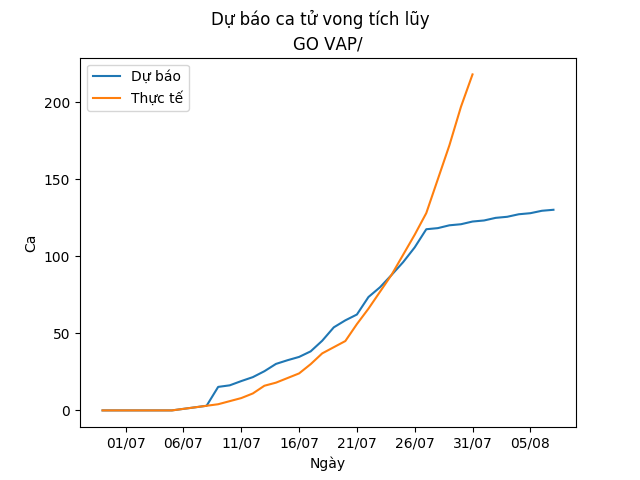 Dự báo ca tử vong tích lũy
GO VAP/
Dự báo
Thực tế
200
150
100
50
0
Ca
01/07 06/07 11/07 16/07 21/07 26/07 31/07 05/08
Ngày